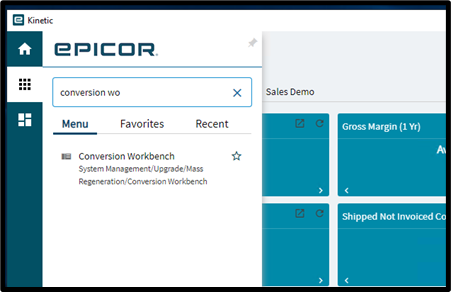 Kinetic
EPICOR
conversion wo
Sales Demo
Menu Favorites Recent
Gross Margin (1 Yr)
Conversion Workbench
System Management/Upgrade/Mass
Regeneration/Conversion Workbench
Shipped Not Invoiced Co